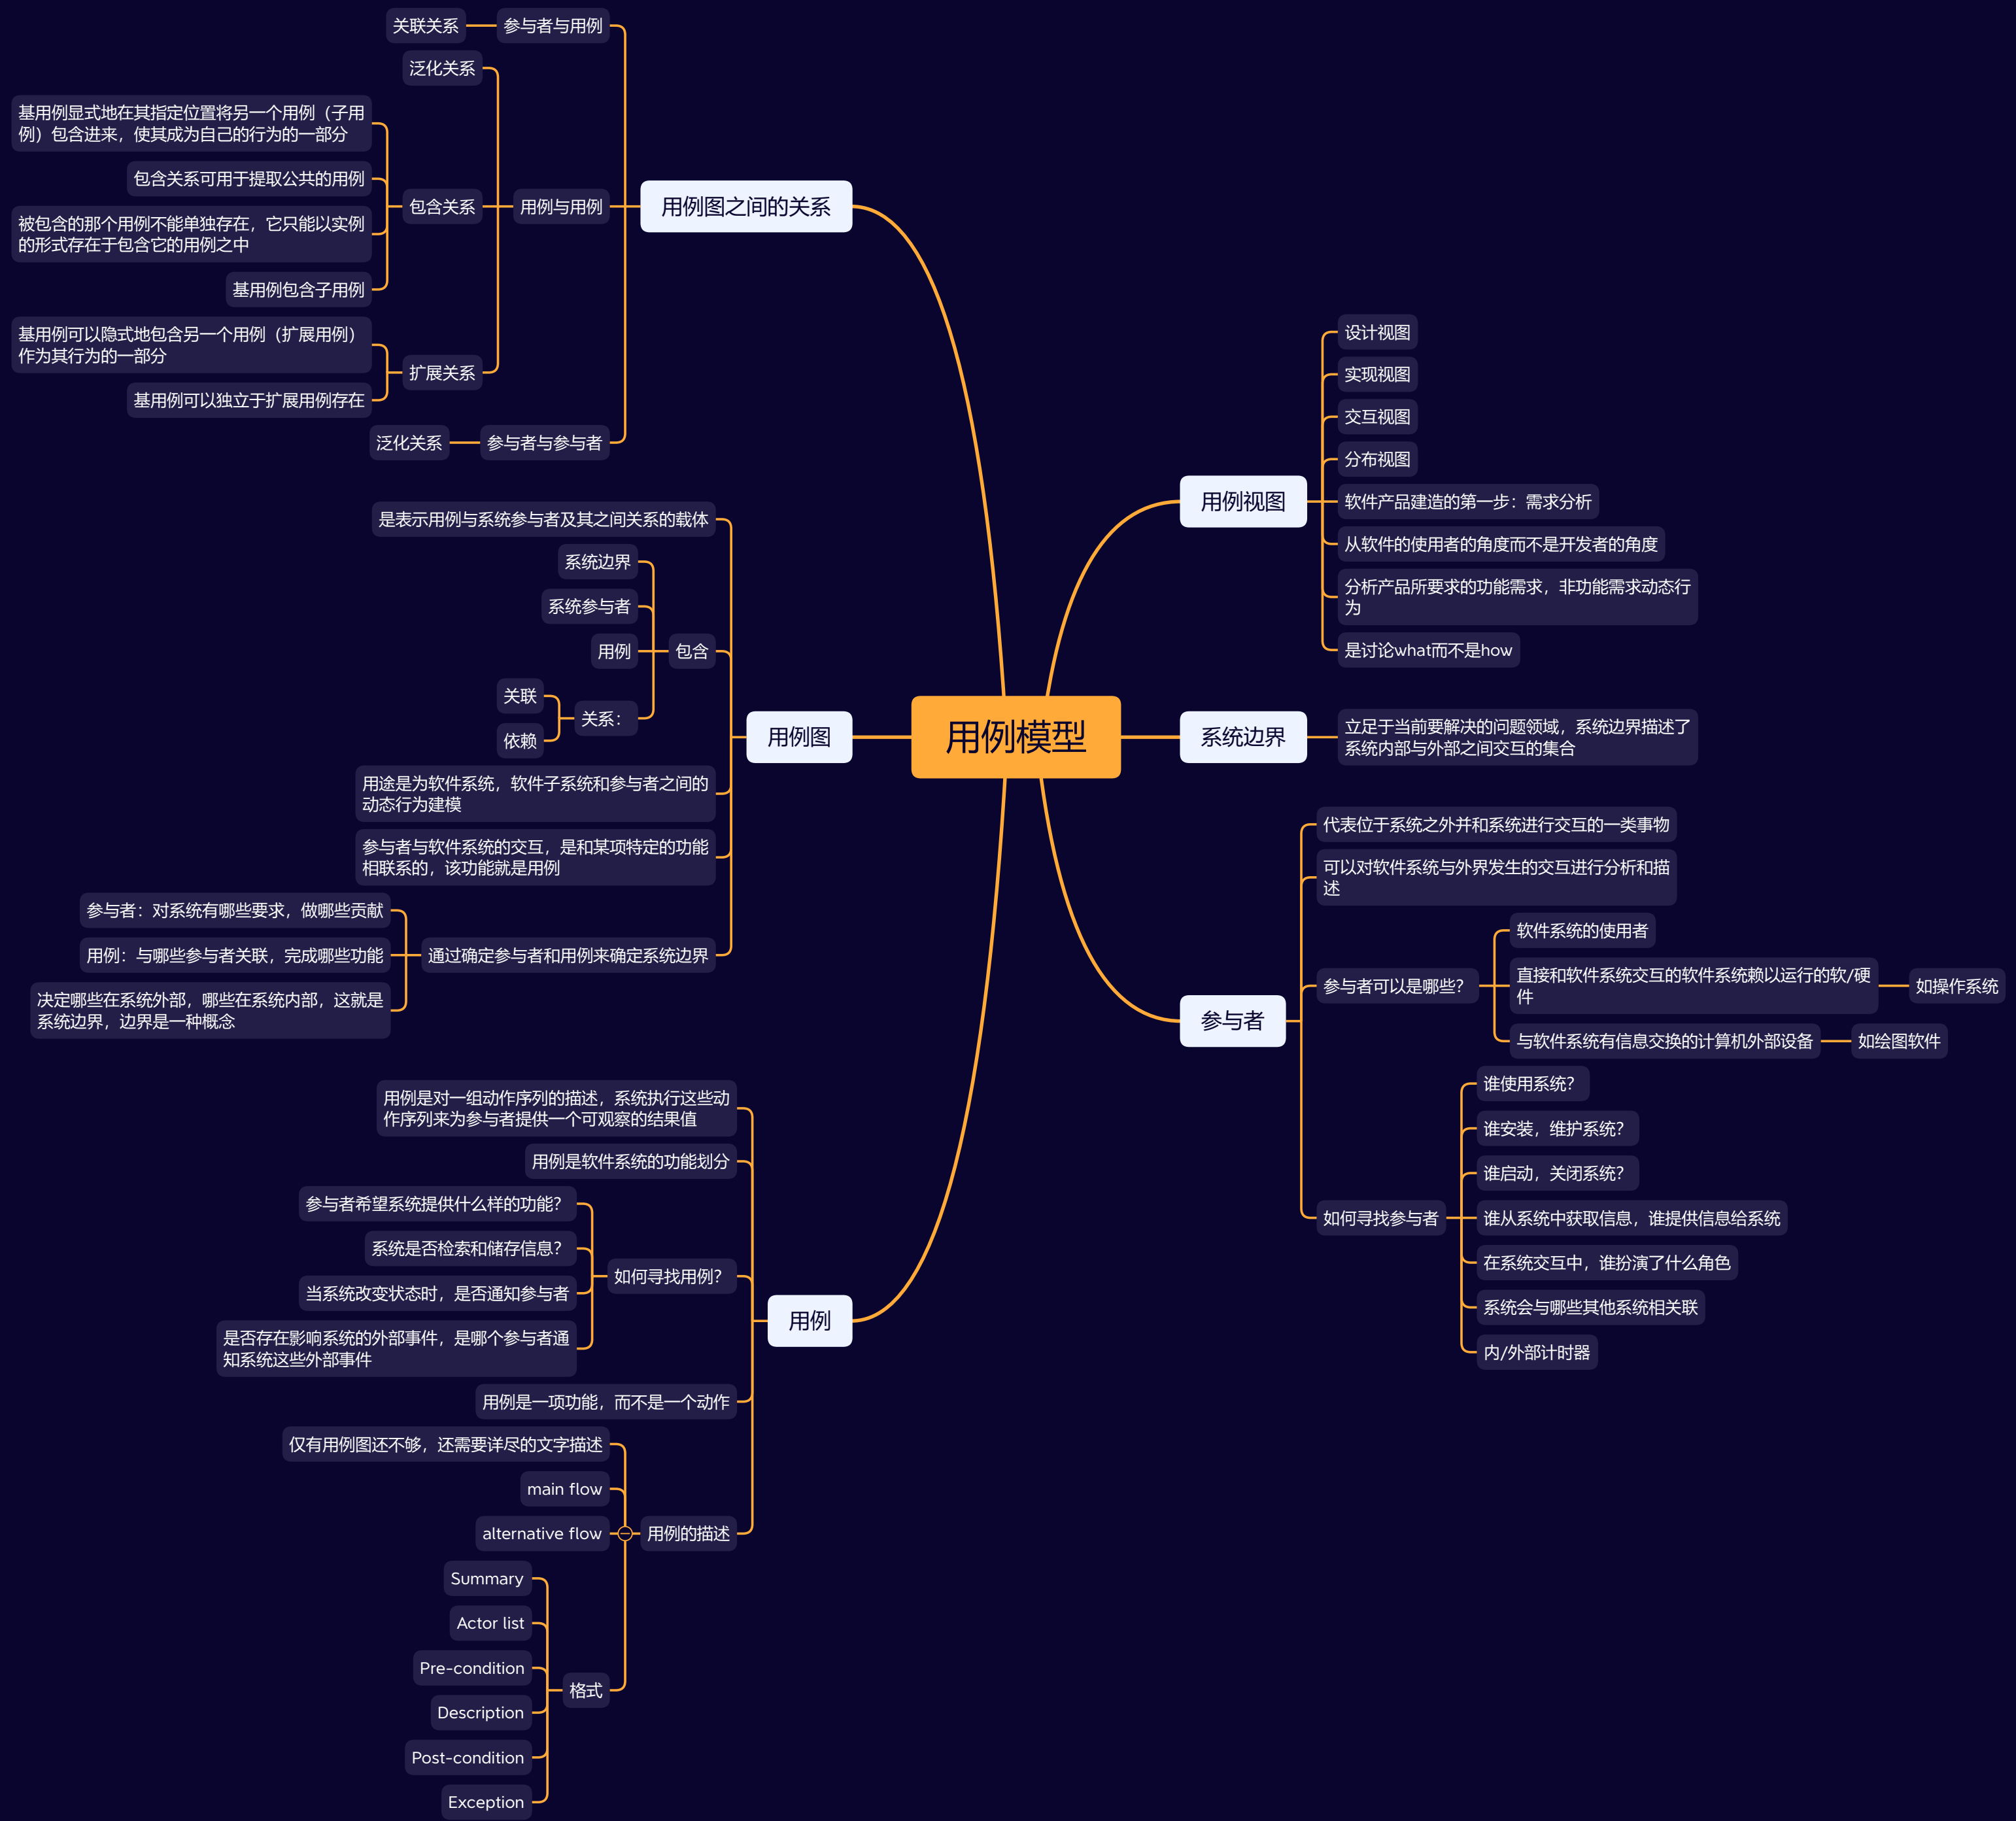 用例模型
用例视图
设计视图
实现视图
交互视图
分布视图
软件产品建造的第一步：需求分析
从软件的使用者的角度而不是开发者的角度
分析产品所要求的功能需求，非功能需求动态行
为
是讨论what而不是how
系统边界
立足于当前要解决的问题领域，系统边界描述了
系统内部与外部之间交互的集合
参与者
代表位于系统之外并和系统进行交互的一类事物
可以对软件系统与外界发生的交互进行分析和描
述
参与者可以是哪些？
软件系统的使用者
直接和软件系统交互的软件系统赖以运行的软/硬
件
如操作系统
与软件系统有信息交换的计算机外部设备
如绘图软件
如何寻找参与者
谁使用系统？
谁安装，维护系统？
谁启动，关闭系统？
谁从系统中获取信息，谁提供信息给系统
在系统交互中，谁扮演了什么角色
系统会与哪些其他系统相关联
内/外部计时器
用例图之间的关系
参与者与用例
关联关系
用例与用例
泛化关系
包含关系
基用例显式地在其指定位置将另一个用例（子用
例）包含进来，使其成为自己的行为的一部分
包含关系可用于提取公共的用例
被包含的那个用例不能单独存在，它只能以实例
的形式存在于包含它的用例之中
基用例包含子用例
扩展关系
基用例可以隐式地包含另一个用例（扩展用例）
作为其行为的一部分
基用例可以独立于扩展用例存在
参与者与参与者
泛化关系
用例图
是表示用例与系统参与者及其之间关系的载体
包含
系统边界
系统参与者
用例
关系：
关联
依赖
用途是为软件系统，软件子系统和参与者之间的
动态行为建模
参与者与软件系统的交互，是和某项特定的功能
相联系的，该功能就是用例
通过确定参与者和用例来确定系统边界
参与者：对系统有哪些要求，做哪些贡献
用例：与哪些参与者关联，完成哪些功能
决定哪些在系统外部，哪些在系统内部，这就是
系统边界，边界是一种概念
用例
用例是对一组动作序列的描述，系统执行这些动
作序列来为参与者提供一个可观察的结果值
用例是软件系统的功能划分
如何寻找用例？
参与者希望系统提供什么样的功能？
系统是否检索和储存信息？
当系统改变状态时，是否通知参与者
是否存在影响系统的外部事件，是哪个参与者通
知系统这些外部事件
用例是一项功能，而不是一个动作
用例的描述
仅有用例图还不够，还需要详尽的文字描述
main flow
alternative flow
格式
Summary
Actor list
Pre-condition
Description
Post-condition
Exception